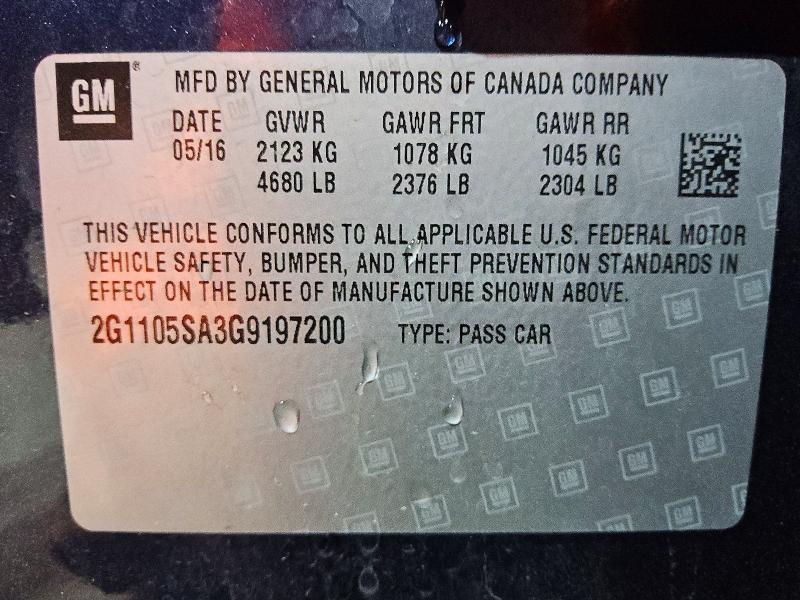 GM
MFD BY GENERAL MOTORS OF CANADA COMPANY
DATE GVWR GAWR FRT GAWR RR
05/16 2123 KG 1078 KG 1045 KG
4680 LB 2376 LB 2304 LB
THIS VEHICLE CONFORMS TO ALL APPLICABLE U.S. FEDERAL MOTOR
VEHICLE SAFETY, BUMPER, AND THEFT PREVENTION STANDARDS IN
EFFECT ON THE DATE OF MANUFACTURE SHOWN ABOVE.
2G1105SA3G9197200 TYPE: PASS CAR